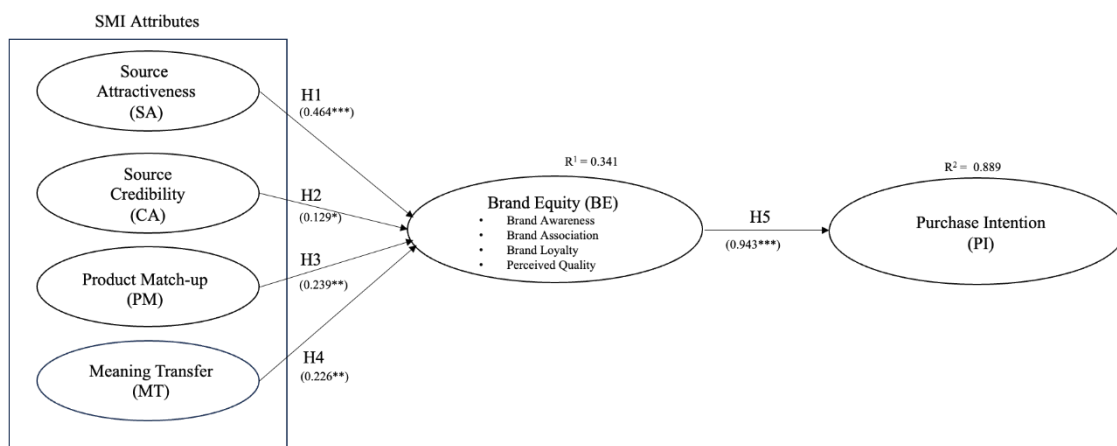 SMI Attributes
Source
Attractiveness
(SA)
H1
(0.464***)
Source
Credibility
(CA)
H2
(0.129*)
Product Match-up
(PM)
H3
(0.239**)
Meaning Transfer
(MT)
H4
(0.226**)
R¹ = 0.341
Brand Equity (BE)
• Brand Awareness
• Brand Association
• Brand Loyalty
• Perceived Quality
H5
(0.943***)
R² = 0.889
Purchase Intention
(PI)